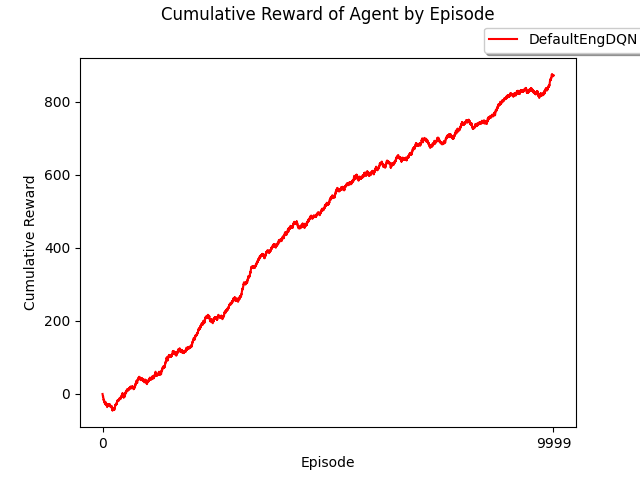 Cumulative Reward of Agent by Episode
DefaultEngDQN
800
600
400
200
0
Cumulative Reward
0
9999
Episode